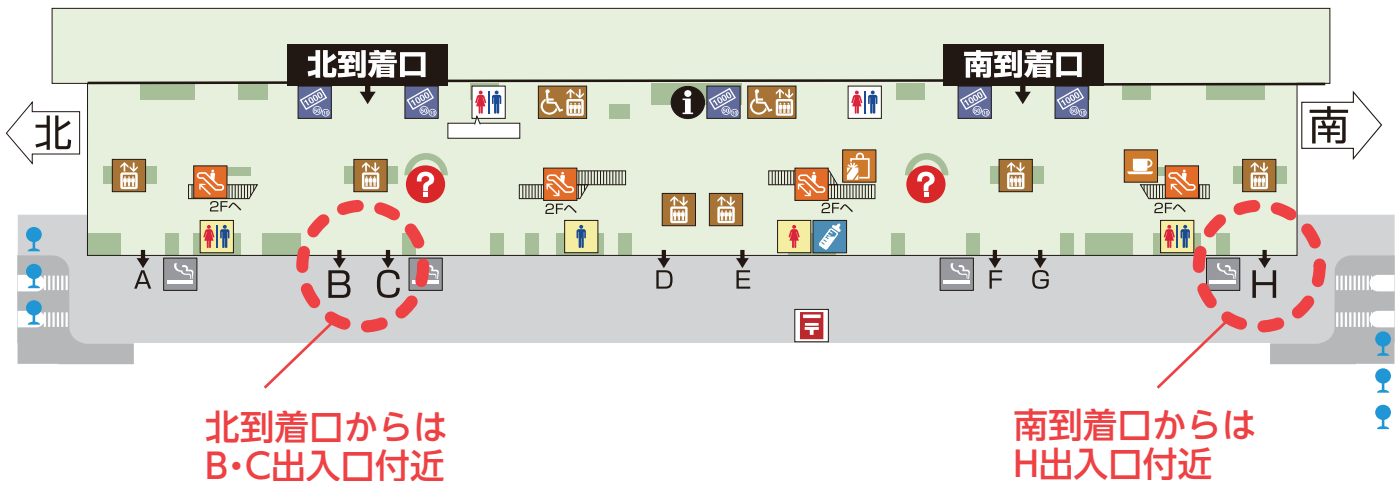 北到着口
南到着口
1000
1000
1000
1000
1000
北
南
i
?
?
2Fへ
2Fへ
2Fへ
2Fへ
A
B
C
D
E
F
G
H
〒
北到着口からは
B・C出入口付近
南到着口からは
H出入口付近